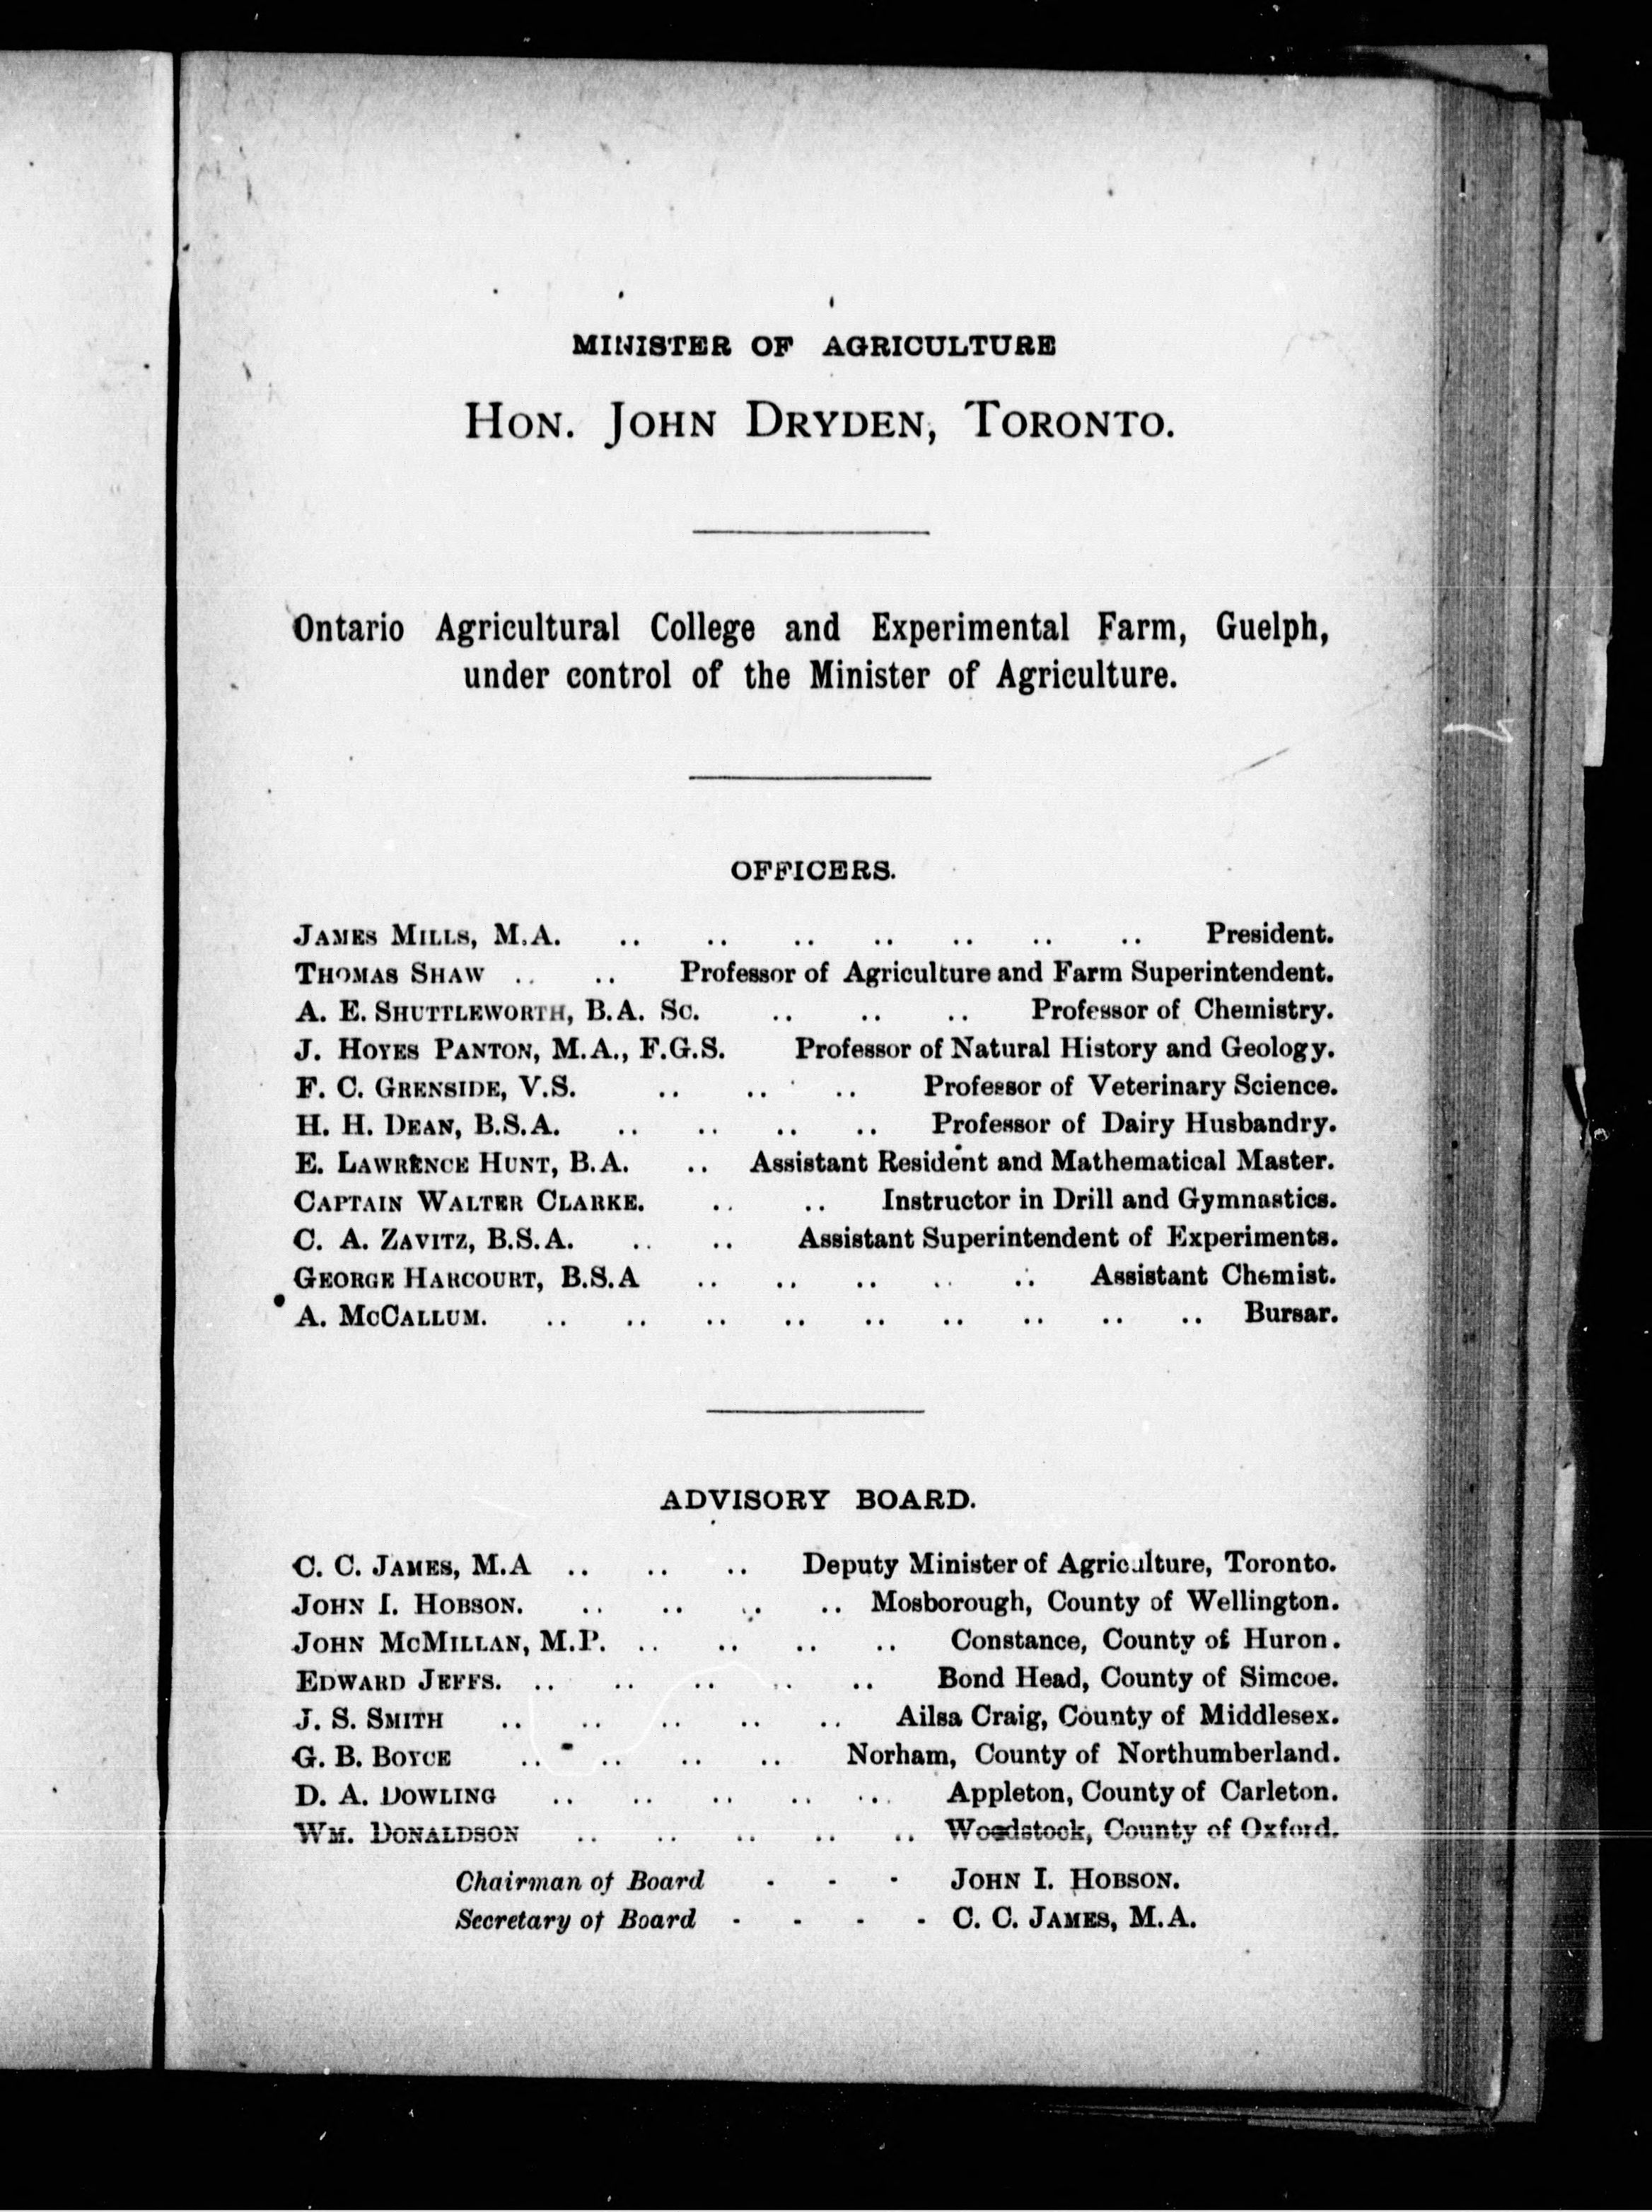 MINISTER OF AGRICULTURE
HON. JOHN DRYDEN, TORONTO.
Ontario Agricultural College and Experimental Farm, Guelph,
under control of the Minister of Agriculture.
OFFICERS.
JAMES MILLS, M.A. .. .. .. .. .. .. .. President.
THOMAS SHAW .. .. Professor of Agriculture and Farm Superintendent.
A. E. SHUTTLEWORTH, B.A. Sc. .. .. .. Professor of Chemistry.
J. HOYES PANTON, M.A., F.G.S. Professor of Natural History and Geology.
F. C. GRENSIDE, V.S. .. .. .. Professor of Veterinary Science.
H. H. DEAN, B.S.A. .. .. .. .. Professor of Dairy Husbandry.
E. LAWRENCE HUNT, B.A. .. Assistant Resident and Mathematical Master.
CAPTAIN WALTER CLARKE. .. .. Instructor in Drill and Gymnastics.
C. A. ZAVITZ, B.S.A. .. .. Assistant Superintendent of Experiments.
GEORGE HARCOURT, B.S.A .. .. .. .. .. Assistant Chemist.
A. MCCALLUM. .. .. .. .. .. .. .. .. .. Bursar.
ADVISORY BOARD.
C. C. JAMES, M.A .. .. .. Deputy Minister of Agriculture, Toronto.
JOHN I. HOBSON. .. .. .. .. Mosborough, County of Wellington.
JOHN MCMILLAN, M.P. .. .. .. .. Constance, County of Huron.
EDWARD JEFFS. .. .. .. .. .. Bond Head, County of Simcoe.
J. S. SMITH .. .. .. .. .. Ailsa Craig, County of Middlesex.
G. B. BOYCE .. .. .. .. Norham, County of Northumberland.
D. A. DOWLING .. .. .. .. .. Appleton, County of Carleton.
WM. DONALDSON .. .. .. .. .. Woodstock, County of Oxford.
Chairman of Board - - - JOHN I. HOBSON.
Secretary of Board - - - - C. C. JAMES, M.A.